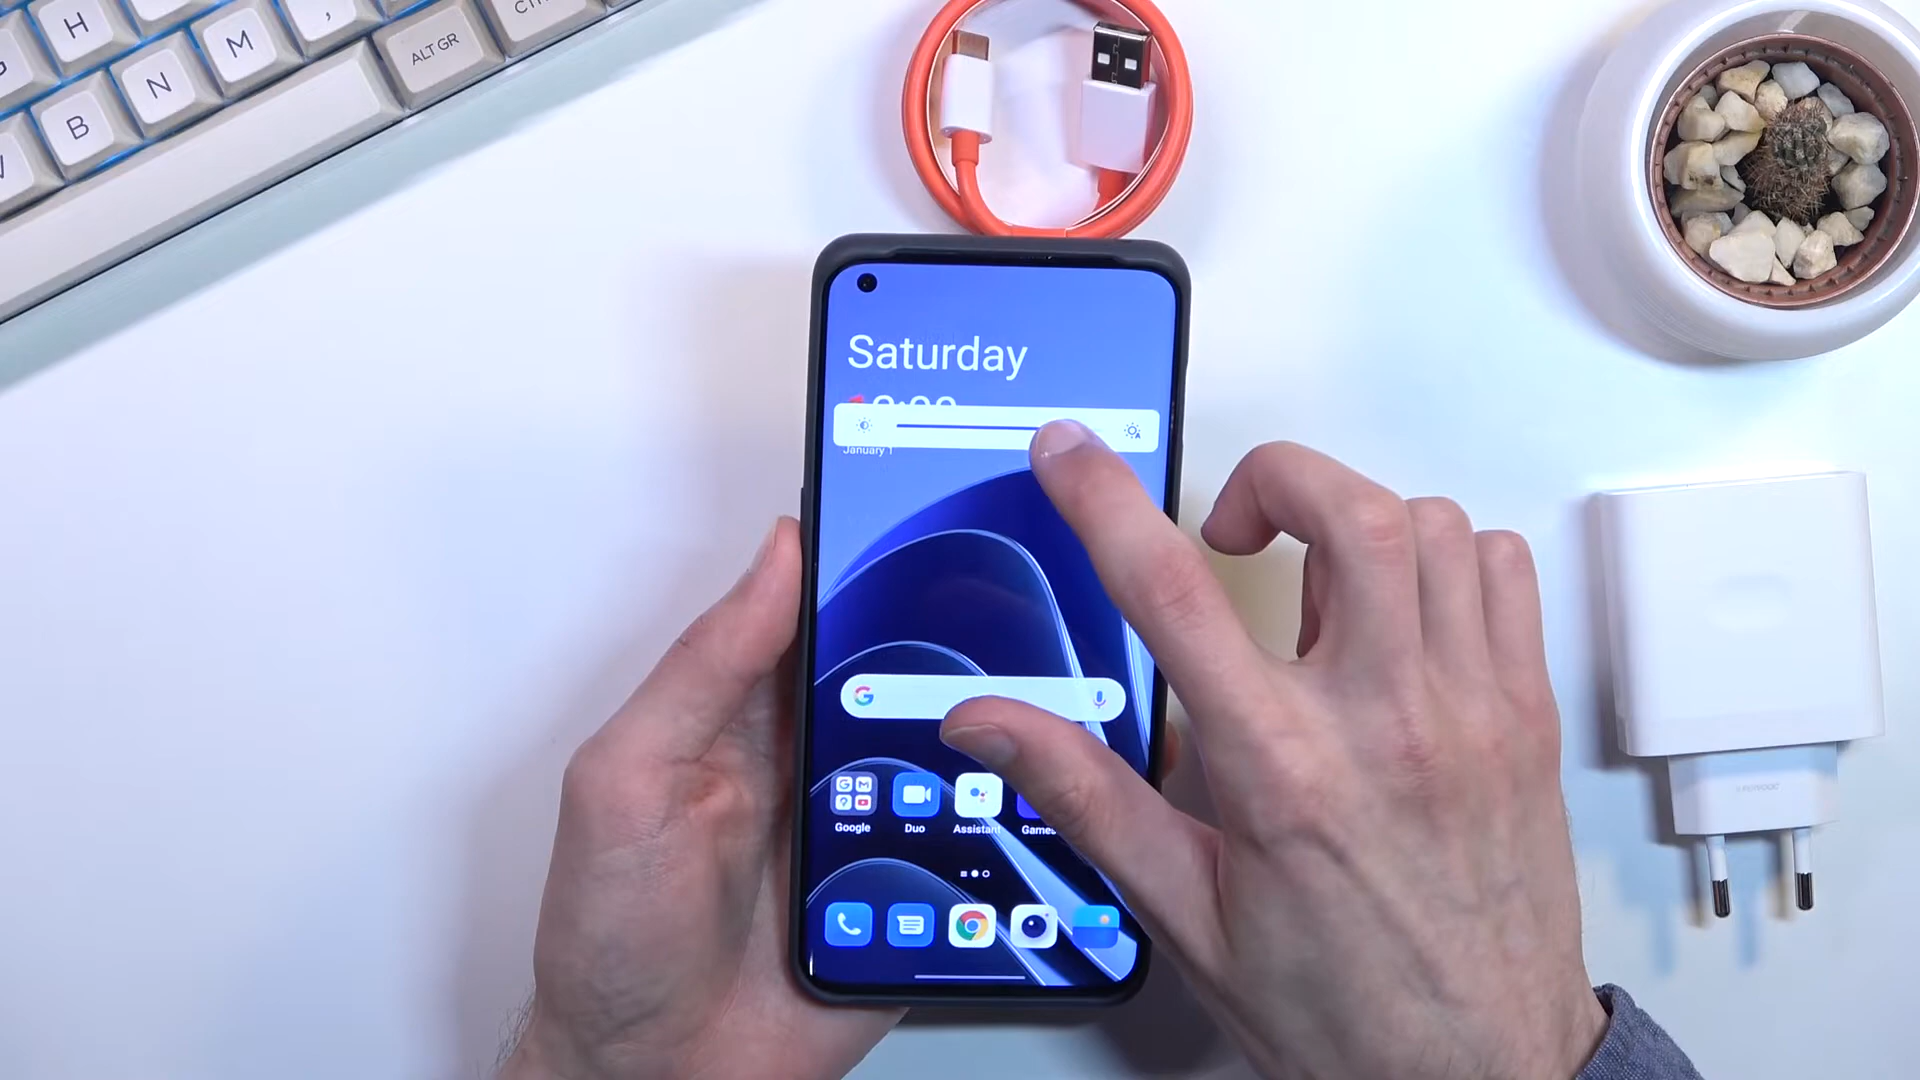 H
,
ALT GR
M
N
B
Saturday
January 1
Google
Duo
Assistant
Games